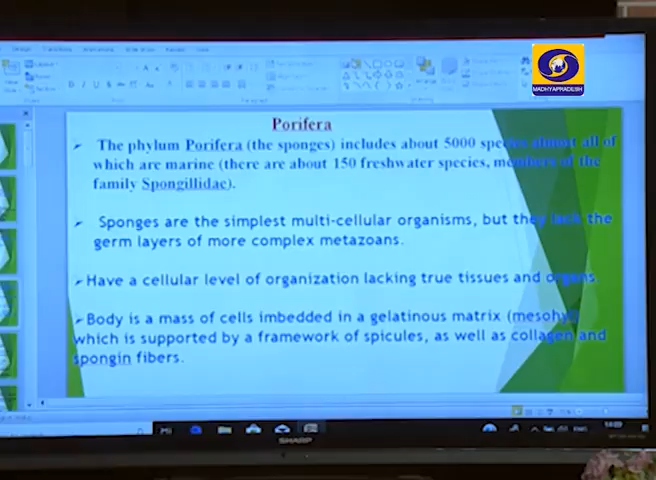 MADHYAPRADESH
Porifera
➢ The phylum Porifera (the sponges) includes about 5000 species almost all of
which are marine (there are about 150 freshwater species, members of the
family Spongillidae).
➢ Sponges are the simplest multi-cellular organisms, but they lack the
germ layers of more complex metazoans.
➢Have a cellular level of organization lacking true tissues and organs
➢Body is a mass of cells imbedded in a gelatinous matrix (mesohyl)
which is supported by a framework of spicules, as well as collagen and
spongin fibers.
SHARP